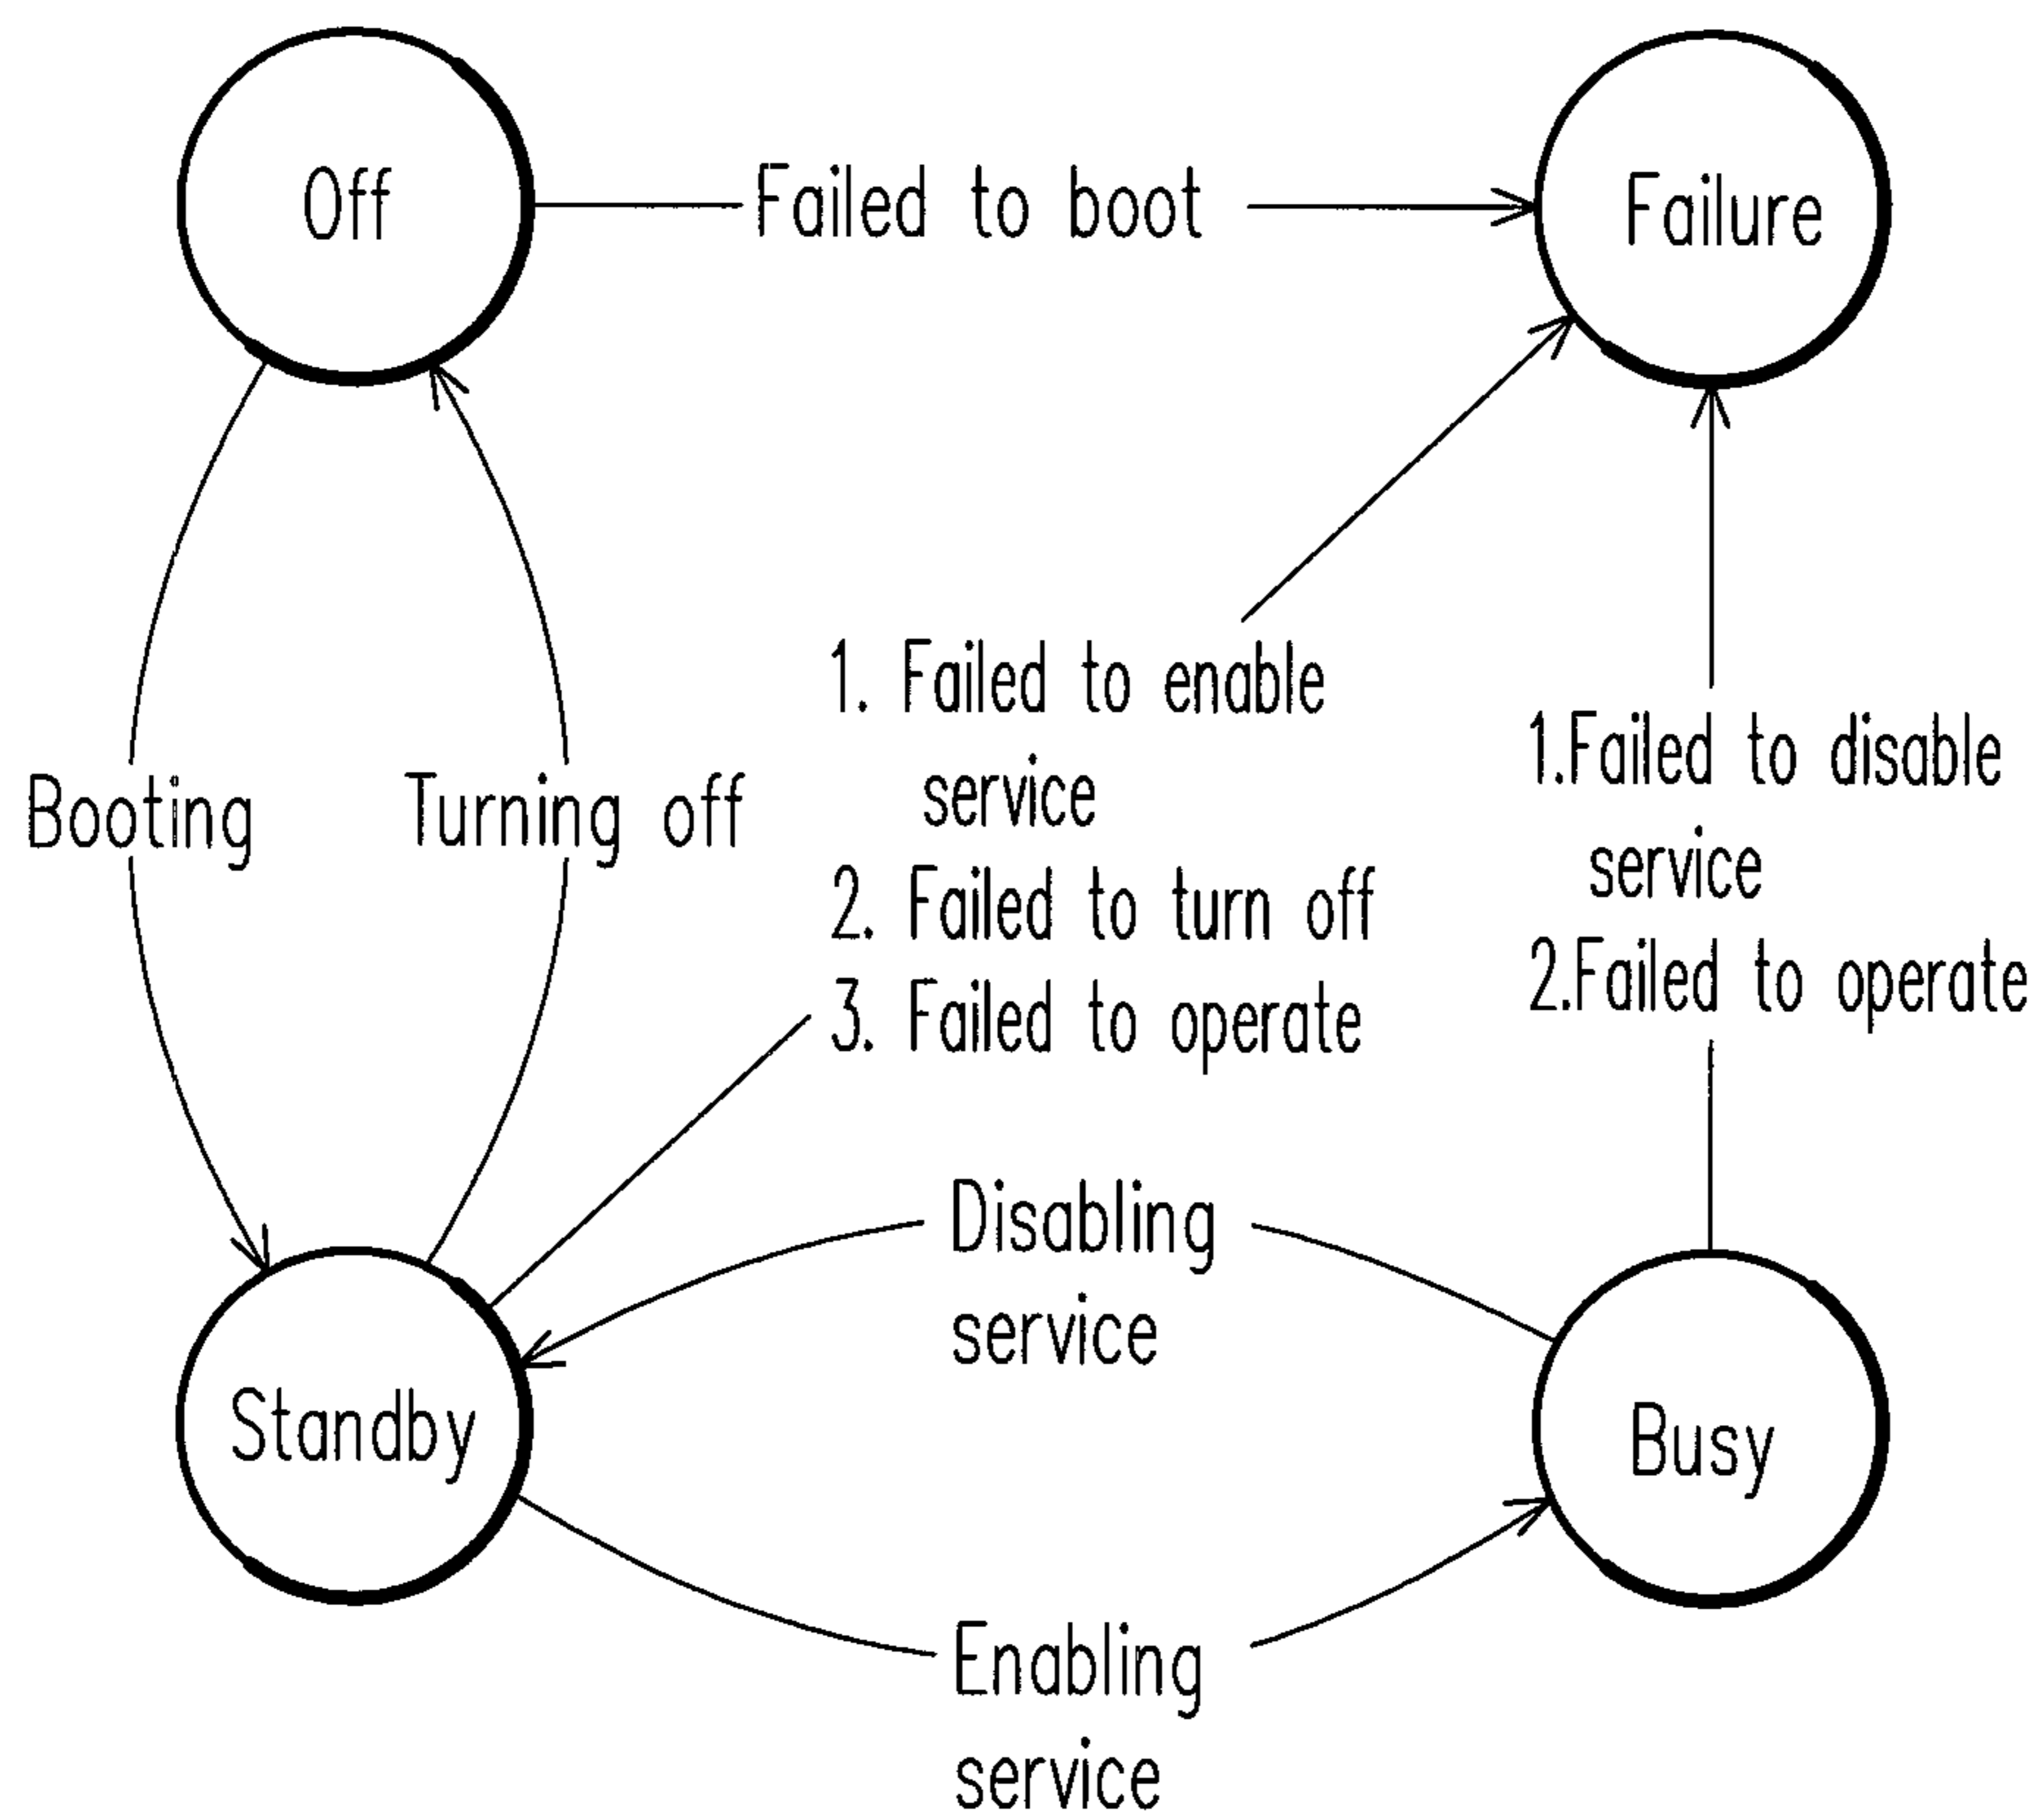 Off
Failed to boot
Failure
Booting
Turning off
1. Failed to enable
service
2. Failed to turn off
3. Failed to operate
1.Failed to disable
service
2.Failed to operate
Disabling
service
Standby
Busy
Enabling
service